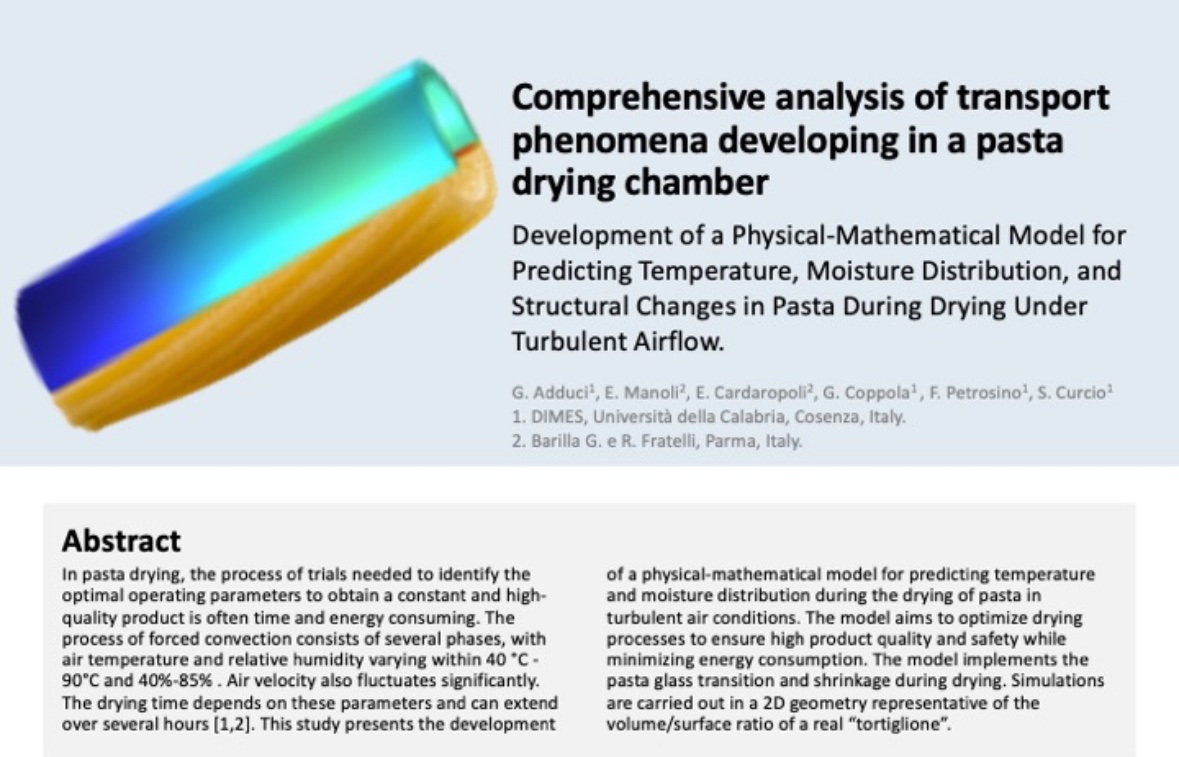 Comprehensive analysis of transport
phenomena developing in a pasta
drying chamber
Development of a Physical-Mathematical Model for
Predicting Temperature, Moisture Distribution, and
Structural Changes in Pasta During Drying Under
Turbulent Airflow.
G. Adduci¹, E. Manoli², E. Cardaropoli², G. Coppola¹, F. Petrosino¹, S. Curcio¹
1. DIMES, Università della Calabria, Cosenza, Italy.
2. Barilla G. e R. Fratelli, Parma, Italy.
Abstract
In pasta drying, the process of trials needed to identify the
optimal operating parameters to obtain a constant and high-
quality product is often time and energy consuming. The
process of forced convection consists of several phases, with
air temperature and relative humidity varying within 40 °C -
90°C and 40%-85% . Air velocity also fluctuates significantly.
The drying time depends on these parameters and can extend
over several hours [1,2]. This study presents the development
of a physical-mathematical model for predicting temperature
and moisture distribution during the drying of pasta in
turbulent air conditions. The model aims to optimize drying
processes to ensure high product quality and safety while
minimizing energy consumption. The model implements the
pasta glass transition and shrinkage during drying. Simulations
are carried out in a 2D geometry representative of the
volume/surface ratio of a real “tortiglione”.